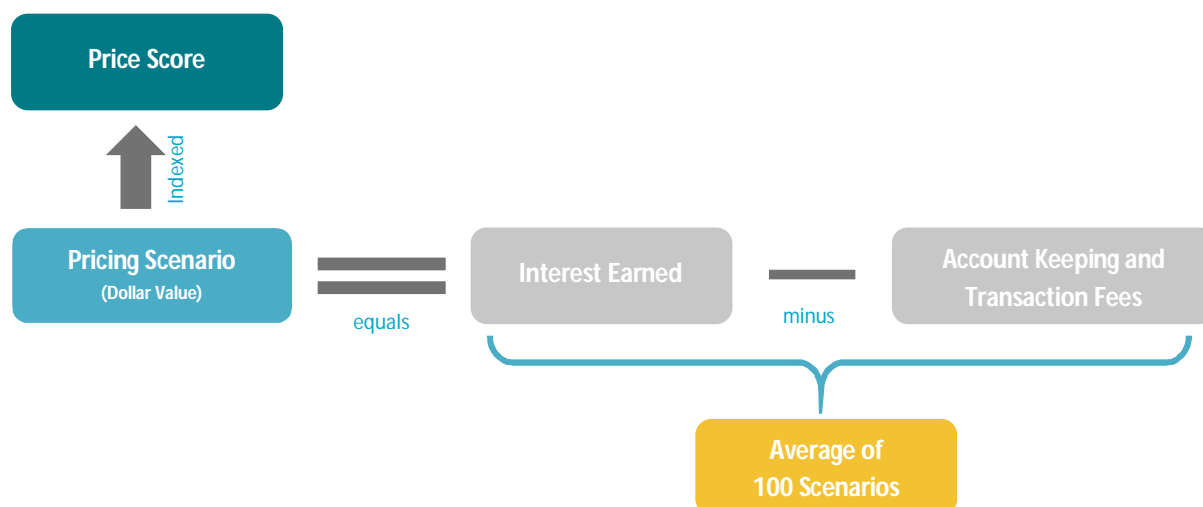 Price Score
Indexed
Pricing Scenario
(Dollar Value)
equals
Interest Earned
minus
Account Keeping and
Transaction Fees
Average of
100 Scenarios